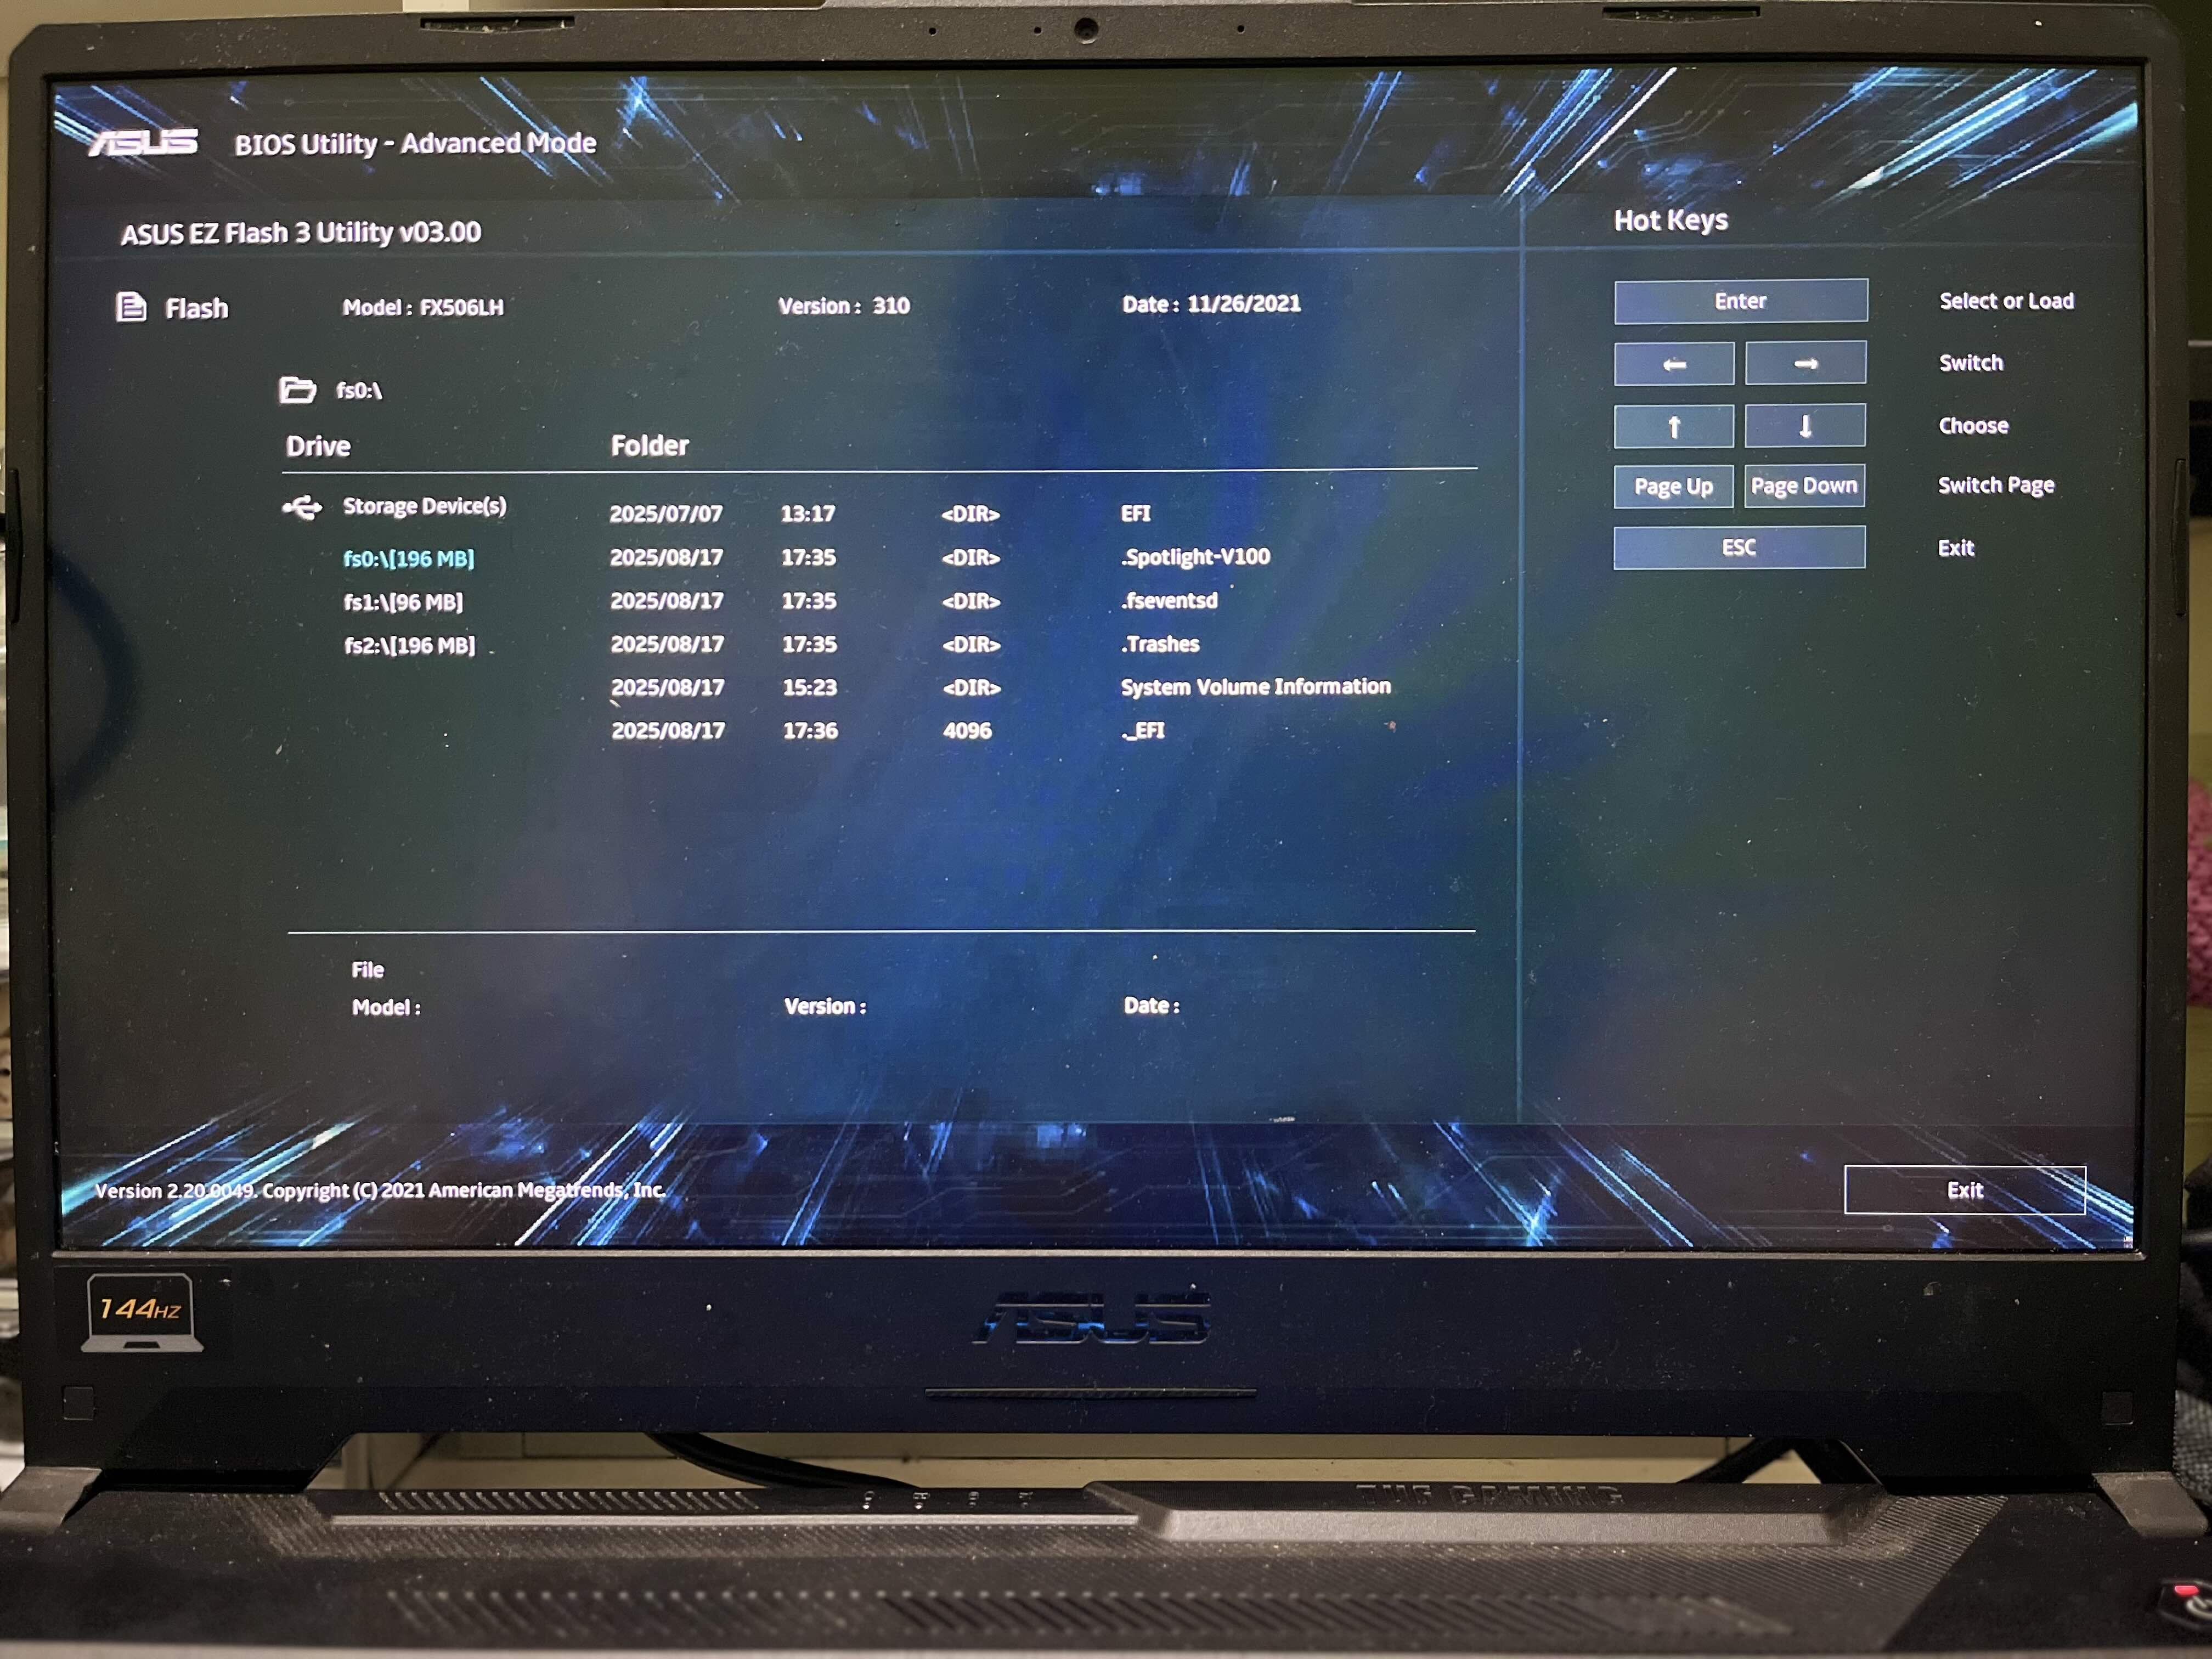 ASUS BIOS Utility - Advanced Mode
ASUS EZ Flash 3 Utility v03.00
Flash
Model : FX506LH Version : 310 Date : 11/26/2021
fs0:\
Drive Folder
Storage Device(s) 2025/07/07 13:17 <DIR> EFI
fs0:\[196 MB] 2025/08/17 17:35 <DIR> .Spotlight-V100
fs1:\[96 MB] 2025/08/17 17:35 <DIR> .fseventsd
fs2:\[196 MB] 2025/08/17 17:35 <DIR> .Trashes
2025/08/17 15:23 <DIR> System Volume Information
2025/08/17 17:36 4096 ._EFI
File
Model : Version : Date :
Hot Keys
Enter Select or Load
← → Switch
↑ ↓ Choose
Page Up Page Down Switch Page
ESC Exit
Version 2.20.0049. Copyright (C) 2021 American Megatrends, Inc.
Exit
144HZ
ASUS
TUF GAMING